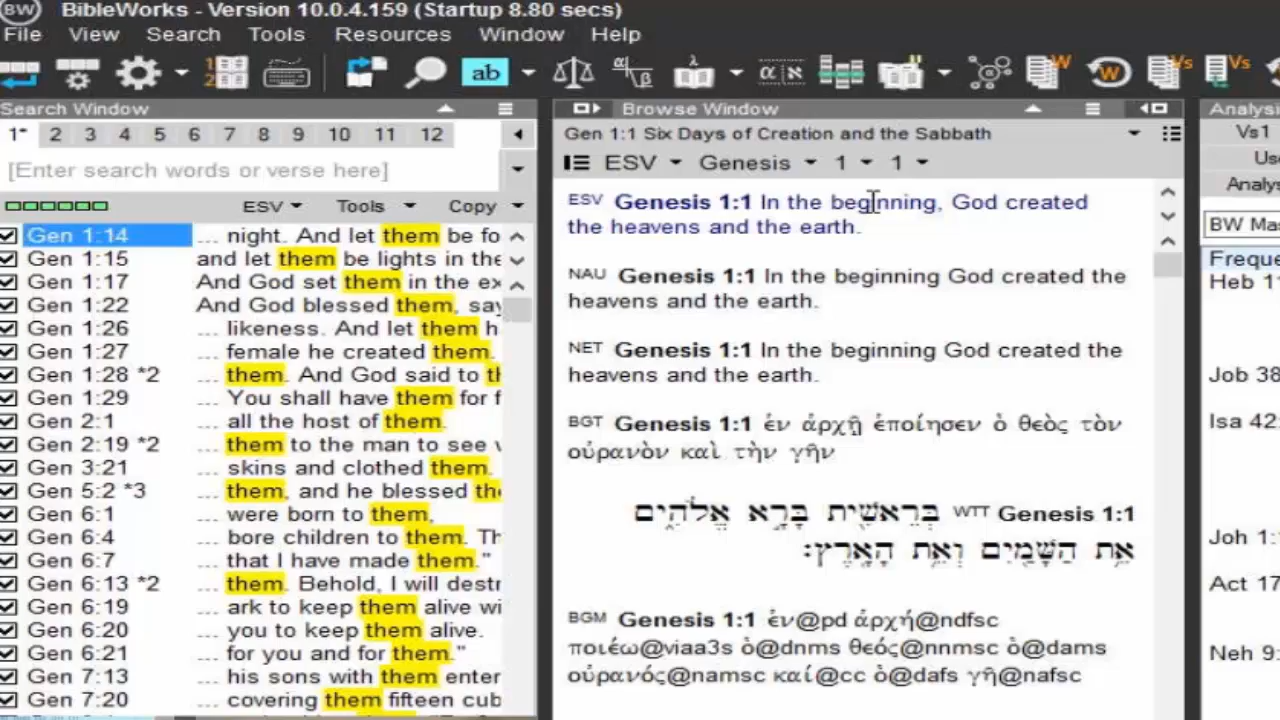 BW BibleWorks - Version 10.0.4.159 (Startup 8.80 secs)
File View Search Tools Resources Window Help
Search Window
1* 2 3 4 5 6 7 8 9 10 11 12
[Enter search words or verse here]
ESV Tools Copy
Gen 1:14 ... night. And let them be fo
Gen 1:15 and let them be lights in the
Gen 1:17 And God set them in the ex
Gen 1:22 And God blessed them, say
Gen 1:26 ... likeness. And let them h
Gen 1:27 ... female he created them.
Gen 1:28 *2 ... them. And God said to th
Gen 1:29 ... You shall have them for f
Gen 2:1 ... all the host of them.
Gen 2:19 *2 ... them to the man to see
Gen 3:21 ... skins and clothed them.
Gen 5:2 *3 ... them, and he blessed the
Gen 6:1 ... were born to them,
Gen 6:4 ... bore children to them. Th
Gen 6:7 ... that I have made them."
Gen 6:13 *2 ... them. Behold, I will destr
Gen 6:19 ... ark to keep them alive wi
Gen 6:20 ... you to keep them alive.
Gen 6:21 ... for you and for them."
Gen 7:13 ... his sons with them enter
Gen 7:20 ... covering them fifteen cub
Browse Window
Gen 1:1 Six Days of Creation and the Sabbath
ESV Genesis 1 1
ESV Genesis 1:1 In the beginning, God created
the heavens and the earth.
NAU Genesis 1:1 In the beginning God created the
heavens and the earth.
NET Genesis 1:1 In the beginning God created the
heavens and the earth.
BGT Genesis 1:1 ἐν ἀρχῇ ἐποίησεν ὁ θεὸς τὸν
οὐρανὸν καὶ τὴν γῆν
WTT Genesis 1:1 בְּרֵאשִׁ֖ית בָּרָ֣א אֱלֹהִ֑ים
אֵ֥ת הַשָּׁמַ֖יִם וְאֵ֥ת הָאָֽרֶץ׃
BGM Genesis 1:1 ἐν@pd ἀρχή@ndfsc
ποιέω@viaa3s ὁ@dnms θεός@nnmsc ὁ@dams
οὐρανός@namsc καί@cc ὁ@dafs γῆ@nafsc
Analysi
Vs1
Us
Analys
BW Ma
Freque
Heb 11
Job 38
Isa 42:
Joh 1:
Act 17
Neh 9: